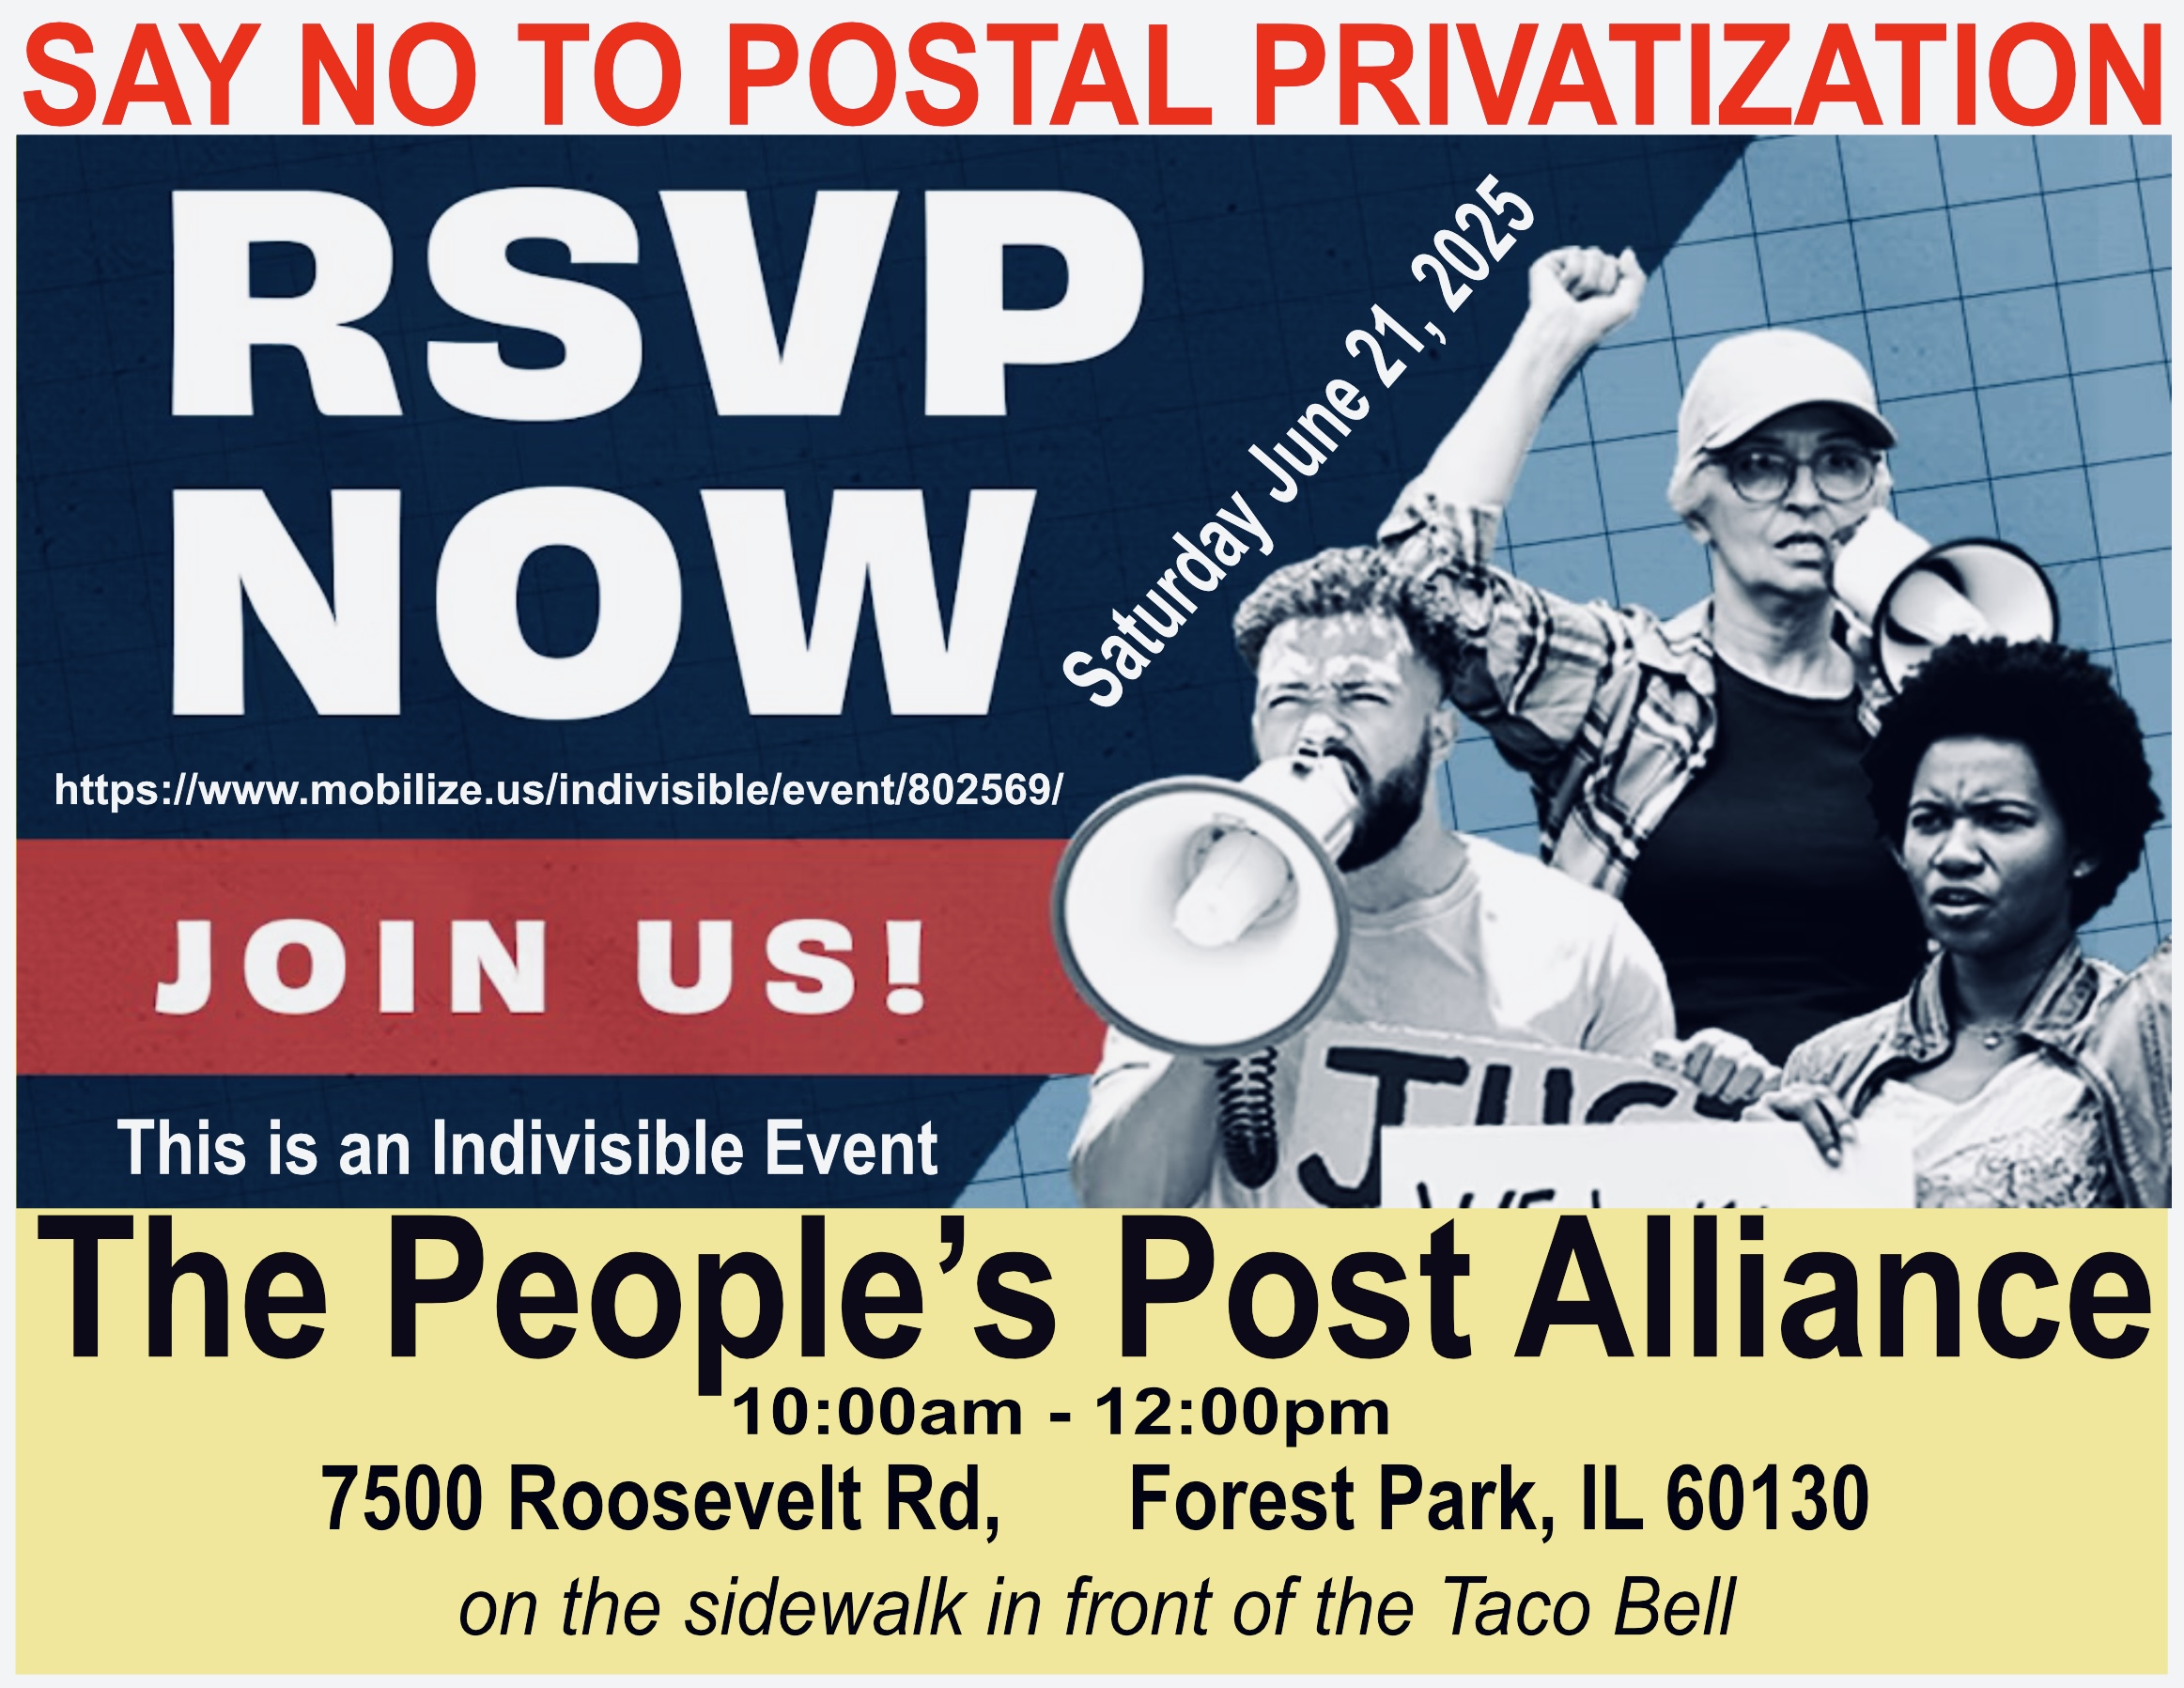 SAY NO TO POSTAL PRIVATIZATION
RSVP
NOW
Saturday June 21, 2025
https://www.mobilize.us/indivisible/event/802569/
JOIN US!
This is an Indivisible Event
The People’s Post Alliance
10:00am - 12:00pm
7500 Roosevelt Rd, Forest Park, IL 60130
on the sidewalk in front of the Taco Bell